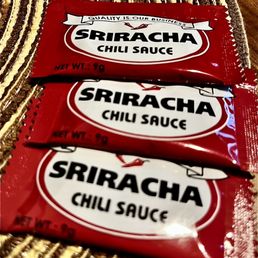 QUALITY IS OUR BUSINESS
SRIRACHA
CHILI SAUCE
NET WT : 9g
SRIRACHA
CHILI SAUCE
NET WT : 9g
SRIRACHA
CHILI SAUCE
NET WT : 9g